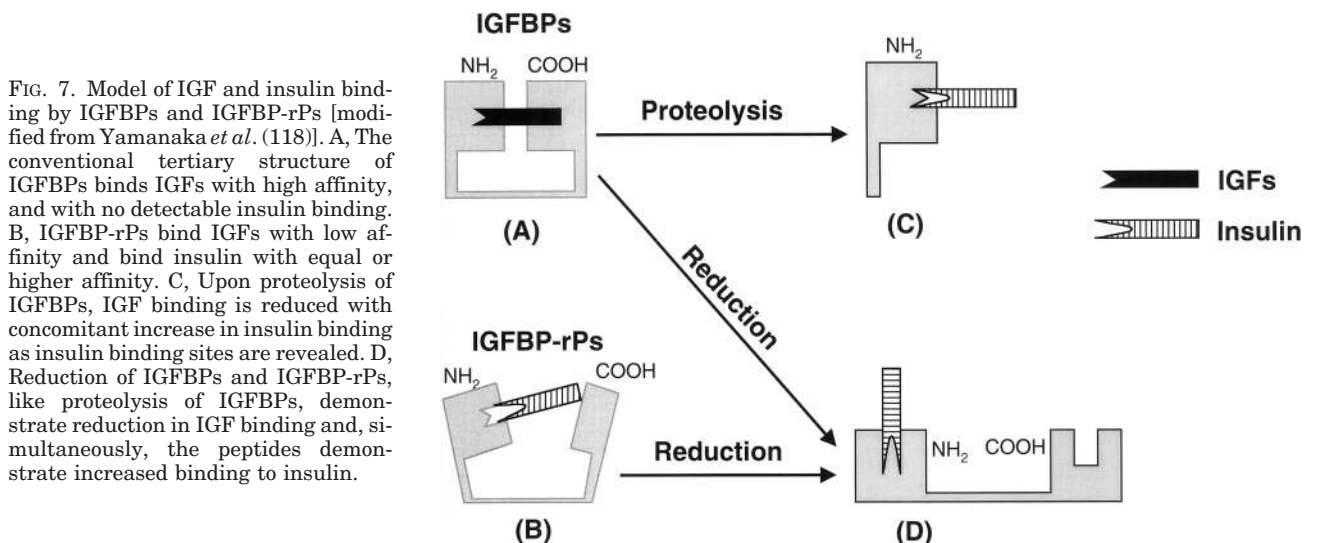 FIG. 7. Model of IGF and insulin bind-
ing by IGFBPs and IGFBP-rPs [modi-
fied from Yamanaka et al. (118)]. A, The
conventional tertiary structure of
IGFBPs binds IGFs with high affinity,
and with no detectable insulin binding.
B, IGFBP-rPs bind IGFs with low af-
finity and bind insulin with equal or
higher affinity. C, Upon proteolysis of
IGFBPs, IGF binding is reduced with
concomitant increase in insulin binding
as insulin binding sites are revealed. D,
Reduction of IGFBPs and IGFBP-rPs,
like proteolysis of IGFBPs, demon-
strate reduction in IGF binding and, si-
multaneously, the peptides demon-
strate increased binding to insulin.
IGFBPs
NH2 COOH
(A)
Proteolysis
NH2
(C)
IGFs
Insulin
Reduction
IGFBP-rPs
NH2 COOH
(B)
Reduction
NH2 COOH
(D)